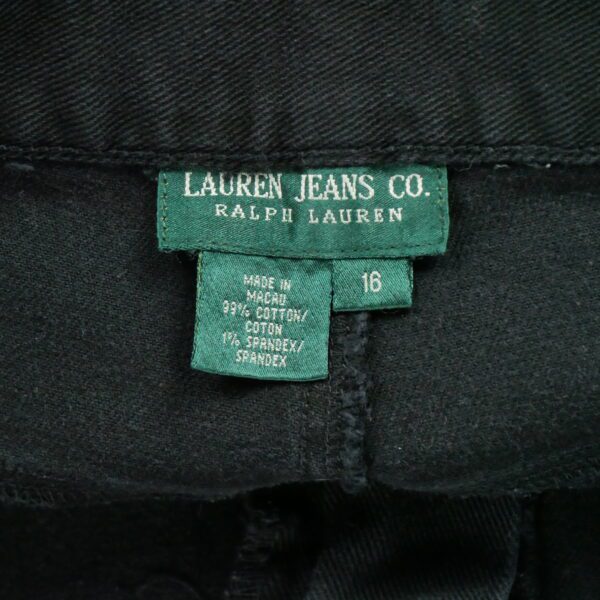 LAUREN JEANS CO.
RALPH LAUREN
16
MADE IN
MACAU
99% COTTON/
COTON
1% SPANDEX/
SPANDEX